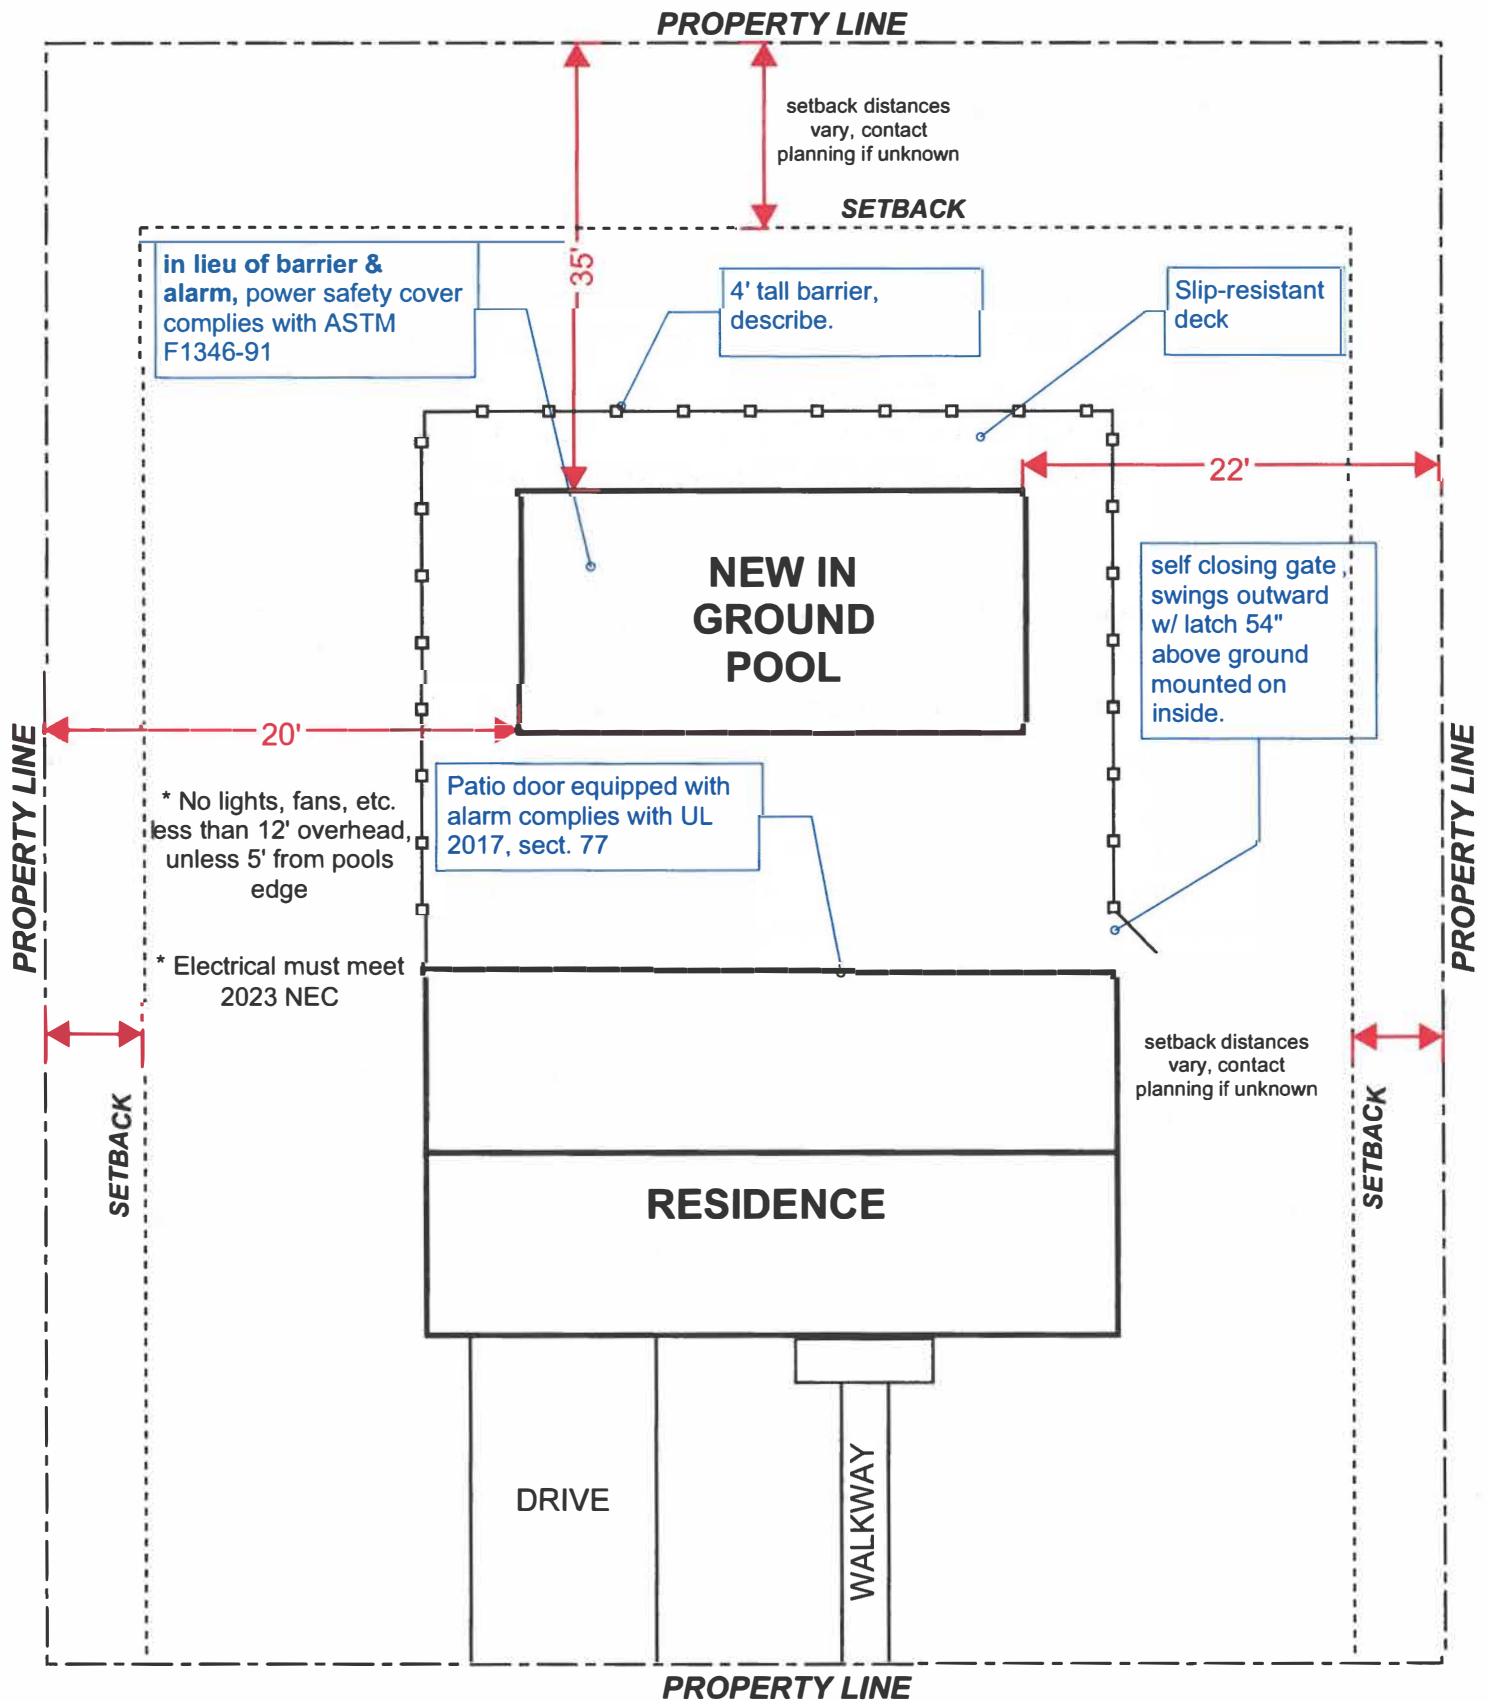 PROPERTY LINE
setback distances
vary, contact
planning if unknown
SETBACK
in lieu of barrier &
alarm, power safety cover
complies with ASTM
F1346-91
35'
4' tall barrier,
describe.
Slip-resistant
deck
22'
NEW IN
GROUND
POOL
self closing gate,
swings outward
w/ latch 54"
above ground
mounted on
inside.
20'
PROPERTY LINE
PROPERTY LINE
* No lights, fans, etc.
less than 12' overhead,
unless 5' from pools
edge
Patio door equipped with
alarm complies with UL
2017, sect. 77
* Electrical must meet
2023 NEC
setback distances
vary, contact
planning if unknown
SETBACK
SETBACK
RESIDENCE
DRIVE
WALKWAY
PROPERTY LINE